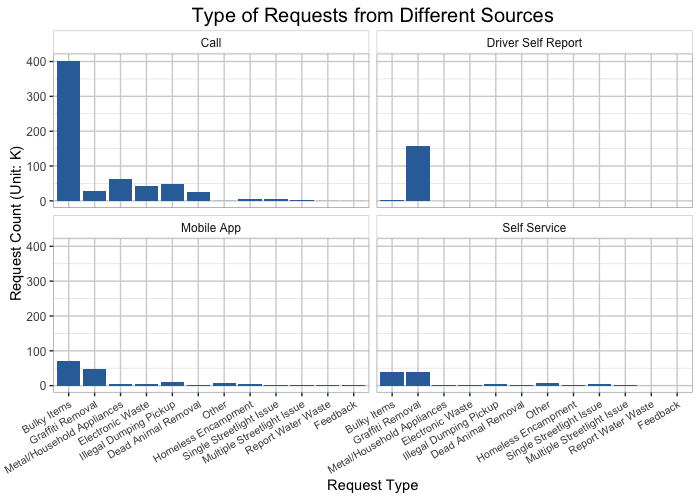 Type of Requests from Different Sources
Call
Driver Self Report
400
300
200
100
0
Mobile App
Self Service
400
300
200
100
0
Request Count (Unit: K)
Bulky Items
Graffiti Removal
Metal/Household Appliances
Electronic Waste
Illegal Dumping Pickup
Dead Animal Removal
Other
Homeless Encampment
Single Streetlight Issue
Multiple Streetlight Issue
Report Water Waste
Feedback
Bulky Items
Graffiti Removal
Metal/Household Appliances
Electronic Waste
Illegal Dumping Pickup
Dead Animal Removal
Other
Homeless Encampment
Single Streetlight Issue
Multiple Streetlight Issue
Report Water Waste
Feedback
Request Type